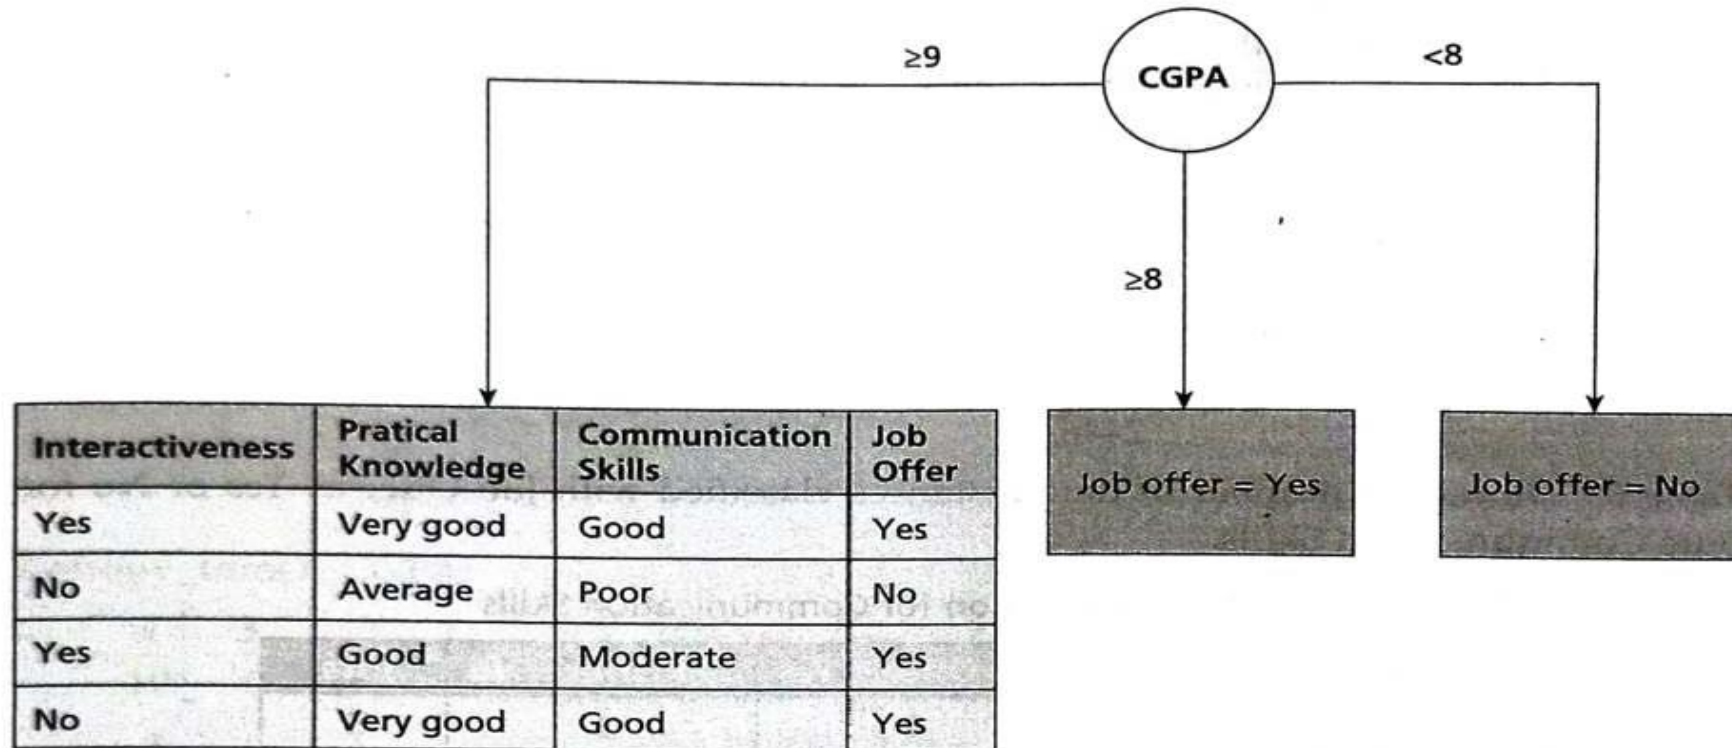 ≥9
CGPA
<8
≥8
Interactiveness | Pratical Knowledge | Communication Skills | Job Offer
Yes | Very good | Good | Yes
No | Average | Poor | No
Yes | Good | Moderate | Yes
No | Very good | Good | Yes
Job offer = Yes
Job offer = No